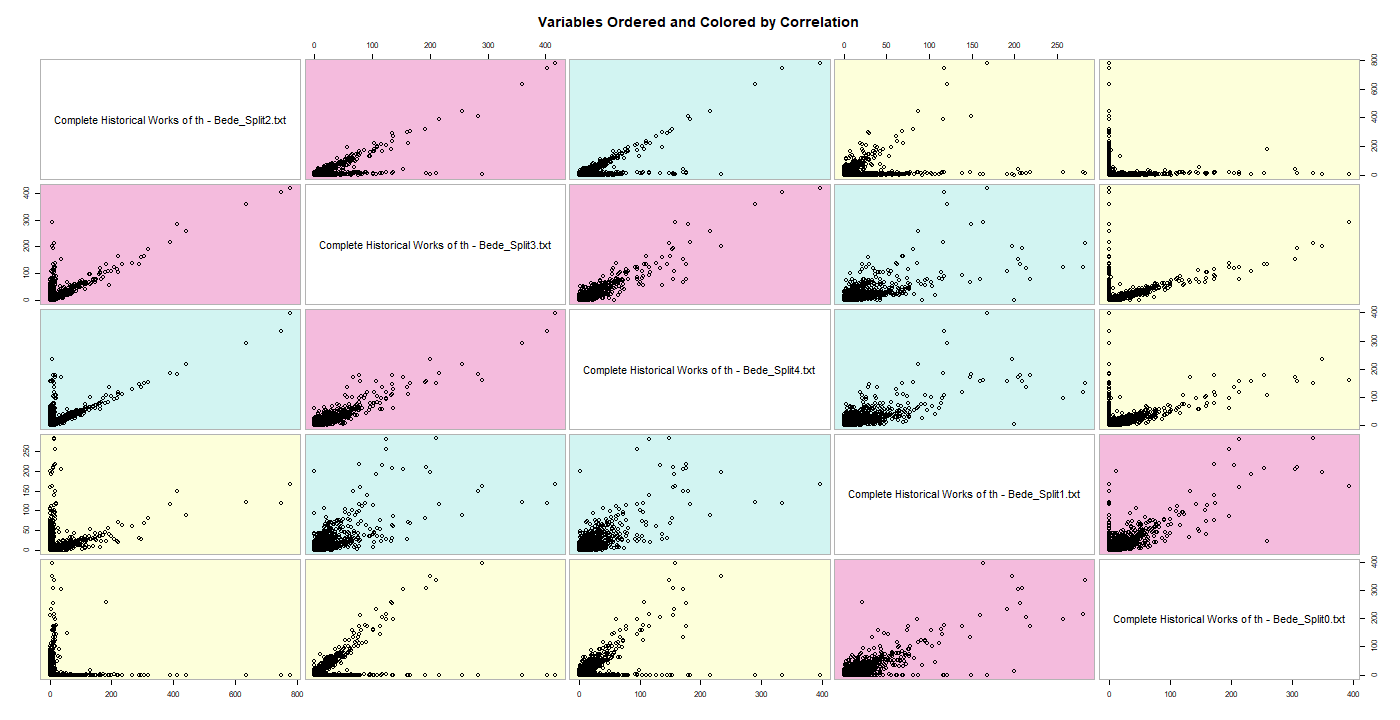 Variables Ordered and Colored by Correlation
0 100 200 300 400
0 50 100 150 200 250
Complete Historical Works of th - Bede_Split2.txt
0 200 400 600 800
0 100 200 300 400
Complete Historical Works of th - Bede_Split3.txt
Complete Historical Works of th - Bede_Split4.txt
0 100 200 300 400
0 50 100 150 200 250
Complete Historical Works of th - Bede_Split1.txt
Complete Historical Works of th - Bede_Split0.txt
0 100 200 300 400
0 200 400 600 800
0 100 200 300 400
0 100 200 300 400